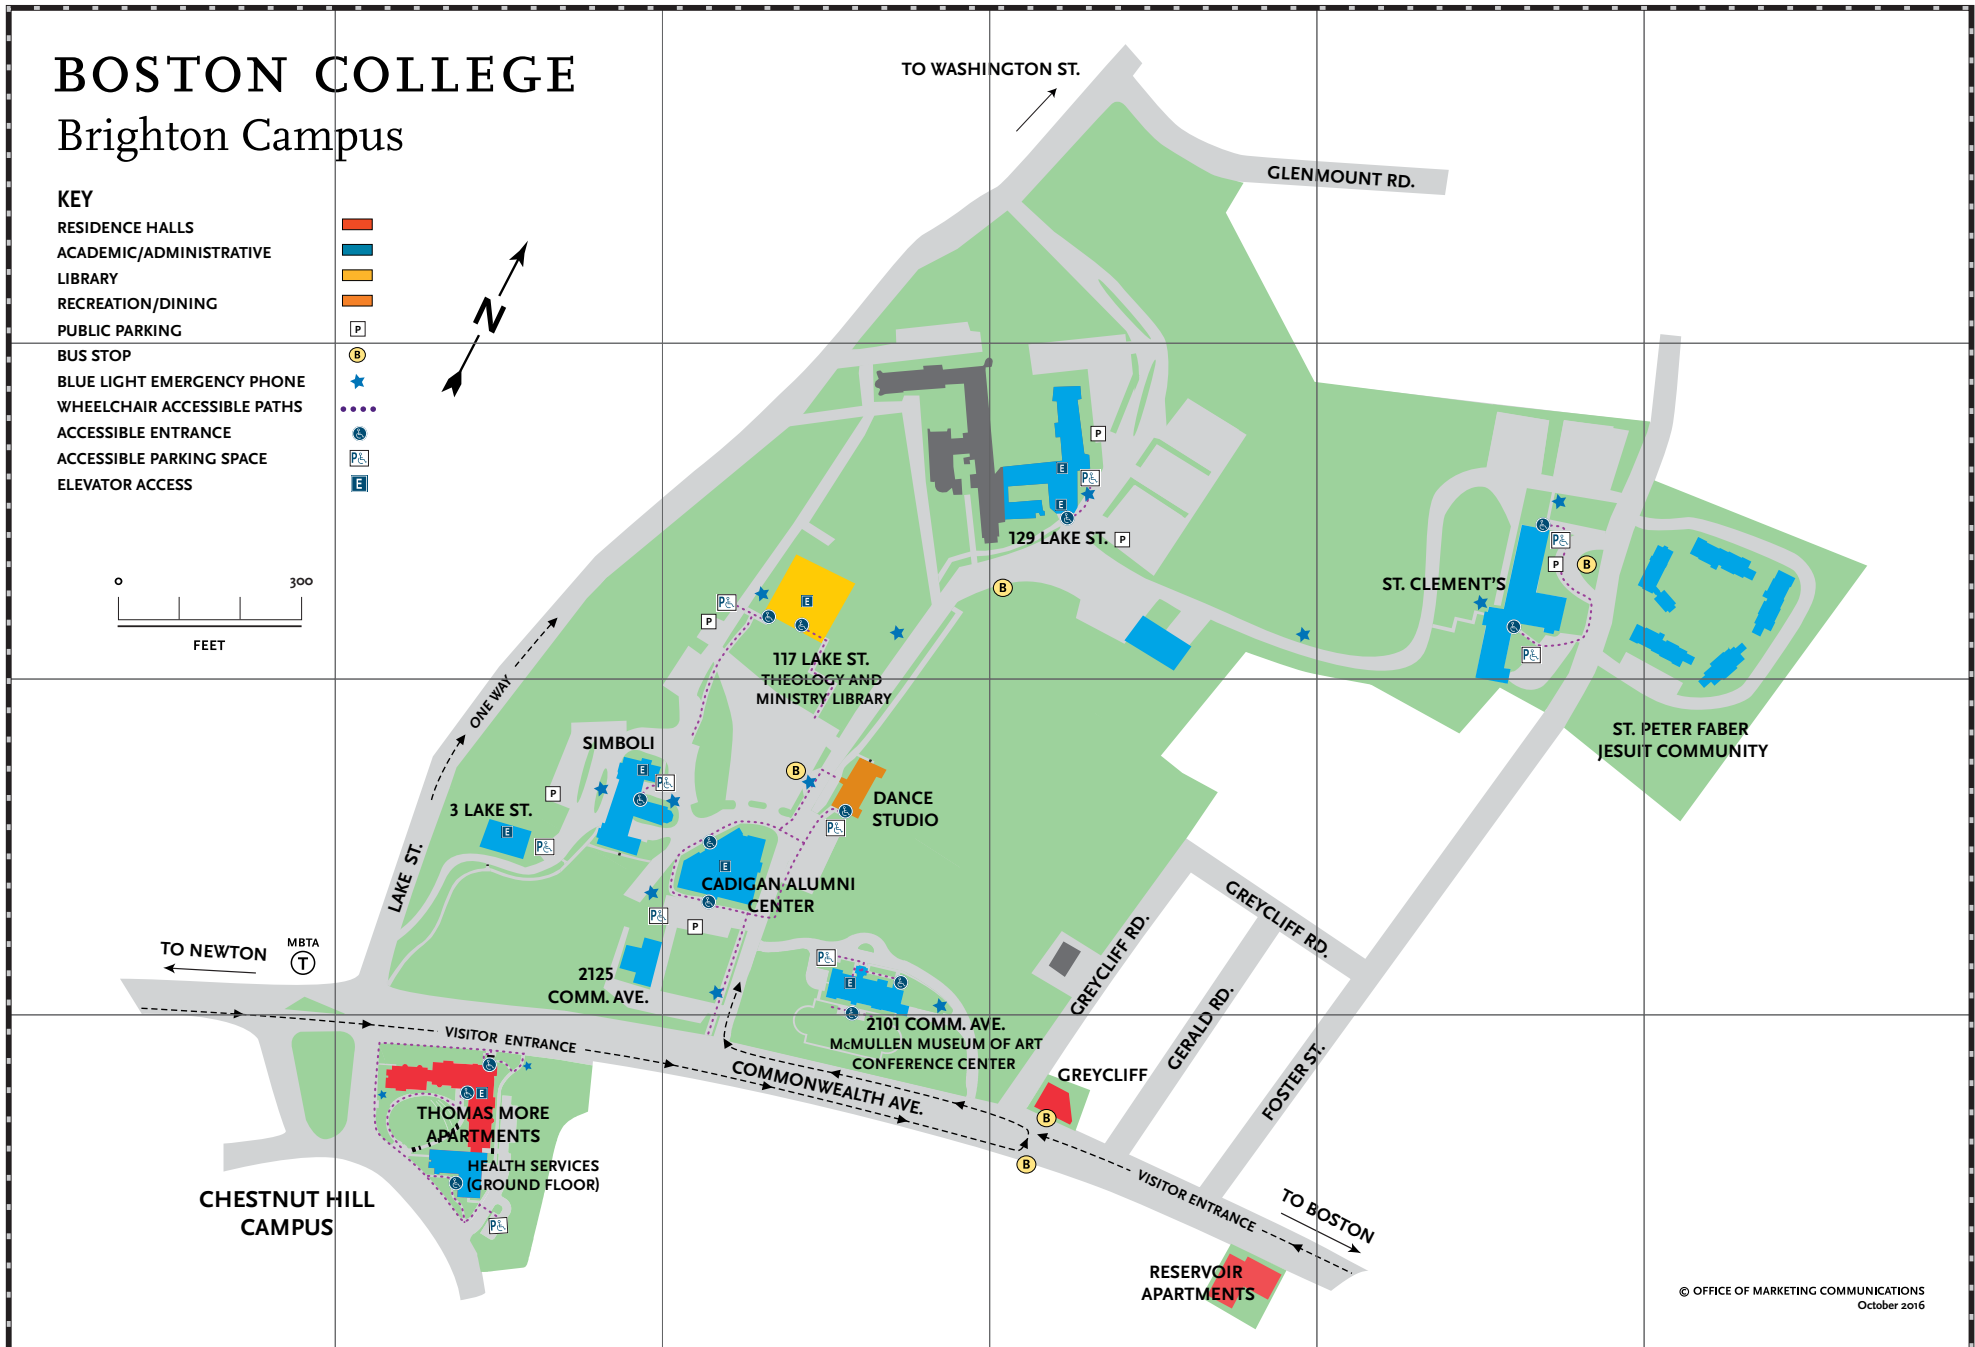 BOSTON COLLEGE
Brighton Campus
KEY
RESIDENCE HALLS
ACADEMIC/ADMINISTRATIVE
LIBRARY
RECREATION/DINING
PUBLIC PARKING P
BUS STOP B
BLUE LIGHT EMERGENCY PHONE
WHEELCHAIR ACCESSIBLE PATHS
ACCESSIBLE ENTRANCE
ACCESSIBLE PARKING SPACE P
ELEVATOR ACCESS E
N
0 300
FEET
TO WASHINGTON ST.
GLENMOUNT RD.
P
E
P
E
129 LAKE ST. P
B
ST. CLEMENT'S
P
P
B
P
ST. PETER FABER
JESUIT COMMUNITY
P
P
E
117 LAKE ST.
THEOLOGY AND
MINISTRY LIBRARY
ONE WAY
SIMBOLI
E
P
P
3 LAKE ST.
E
P
B
DANCE
STUDIO
P
LAKE ST.
E
CADIGAN ALUMNI
CENTER
P
P
2125
COMM. AVE.
TO NEWTON
MBTA
T
P
E
2101 COMM. AVE.
McMULLEN MUSEUM OF ART
CONFERENCE CENTER
GREYCLIFF RD.
GREYCLIFF RD.
GERALD RD.
FOSTER ST.
VISITOR ENTRANCE
COMMONWEALTH AVE.
GREYCLIFF
B
B
VISITOR ENTRANCE
TO BOSTON
E
THOMAS MORE
APARTMENTS
HEALTH SERVICES
(GROUND FLOOR)
P
CHESTNUT HILL
CAMPUS
RESERVOIR
APARTMENTS
© OFFICE OF MARKETING COMMUNICATIONS
October 2016